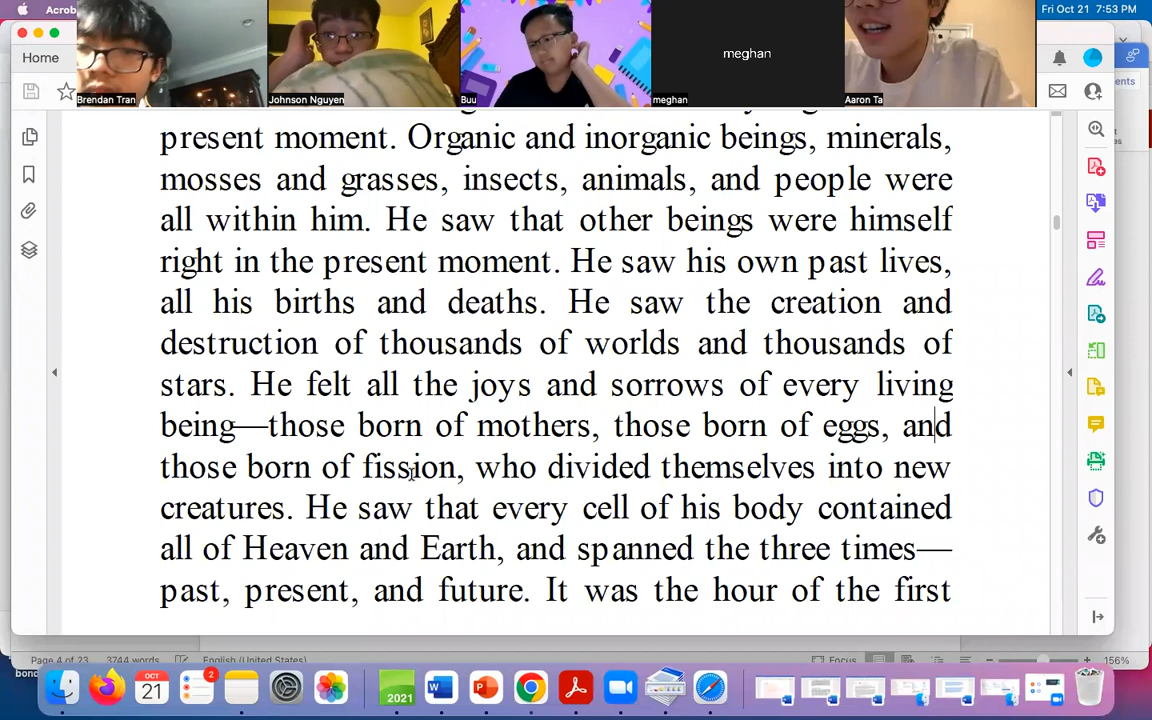 Acrob
Fri Oct 21 7:53 PM
Brendan Tran
Johnson Nguyen
Buu
meghan
meghan
Aaron Ta
Home
present moment. Organic and inorganic beings, minerals,
mosses and grasses, insects, animals, and people were
all within him. He saw that other beings were himself
right in the present moment. He saw his own past lives,
all his births and deaths. He saw the creation and
destruction of thousands of worlds and thousands of
stars. He felt all the joys and sorrows of every living
being—those born of mothers, those born of eggs, and
those born of fission, who divided themselves into new
creatures. He saw that every cell of his body contained
all of Heaven and Earth, and spanned the three times—
past, present, and future. It was the hour of the first
Page 4 of 23 3744 words English (United States) Focus 156%
OCT
21
2
2021